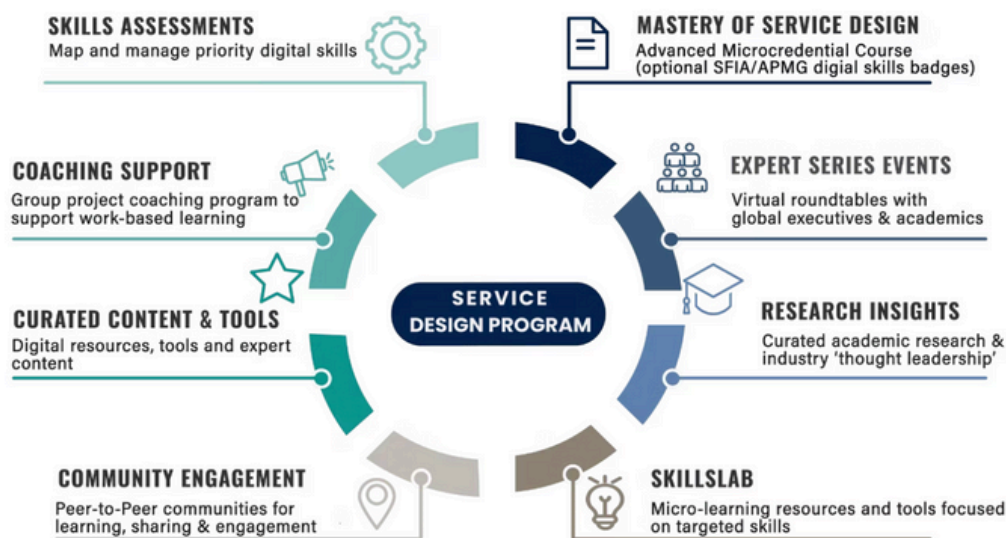 SKILLS ASSESSMENTS
Map and manage priority digital skills
MASTERY OF SERVICE DESIGN
Advanced Microcredential Course
(optional SFIA/APMG digial skills badges)
COACHING SUPPORT
Group project coaching program to
support work-based learning
EXPERT SERIES EVENTS
Virtual roundtables with
global executives & academics
SERVICE
DESIGN PROGRAM
CURATED CONTENT & TOOLS
Digital resources, tools and expert
content
RESEARCH INSIGHTS
Curated academic research &
industry ‘thought leadership’
COMMUNITY ENGAGEMENT
Peer-to-Peer communities for
learning, sharing & engagement
SKILLSLAB
Micro-learning resources and tools focused
on targeted skills